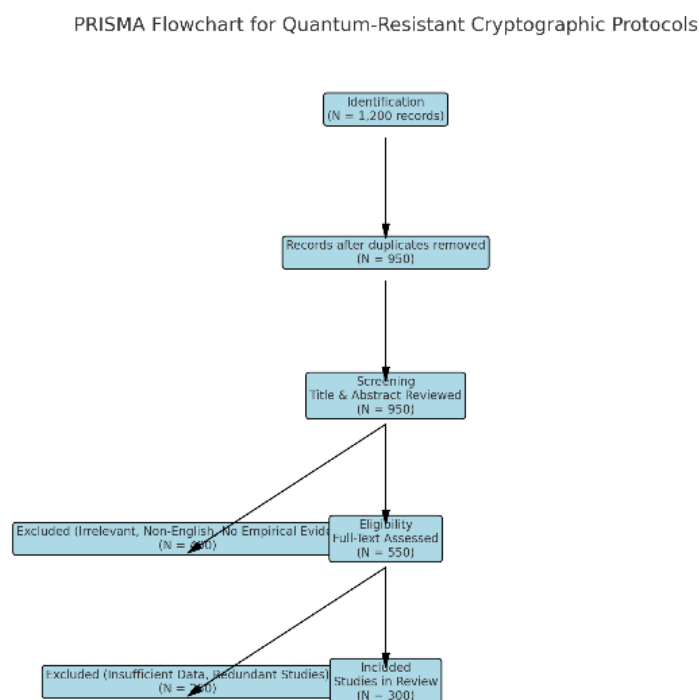 PRISMA Flowchart for Quantum-Resistant Cryptographic Protocols
Identification
(N = 1,200 records)
Records after duplicates removed
(N = 950)
Screening
Title & Abstract Reviewed
(N = 950)
Excluded (Irrelevant, Non-English, No Empirical
(N = 400)
Eligibility
Full-Text Assessed
(N = 550)
Excluded (Insufficient Data, Redundant Studies)
(N = 0)
Included
Studies in Review
(N = 300)